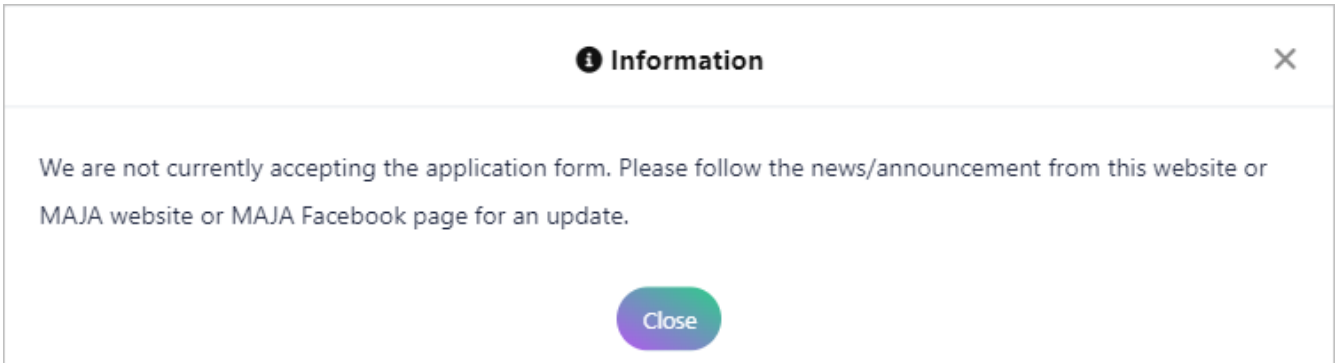 Information
We are not currently accepting the application form. Please follow the news/announcement from this website or
MAJA website or MAJA Facebook page for an update.
Close